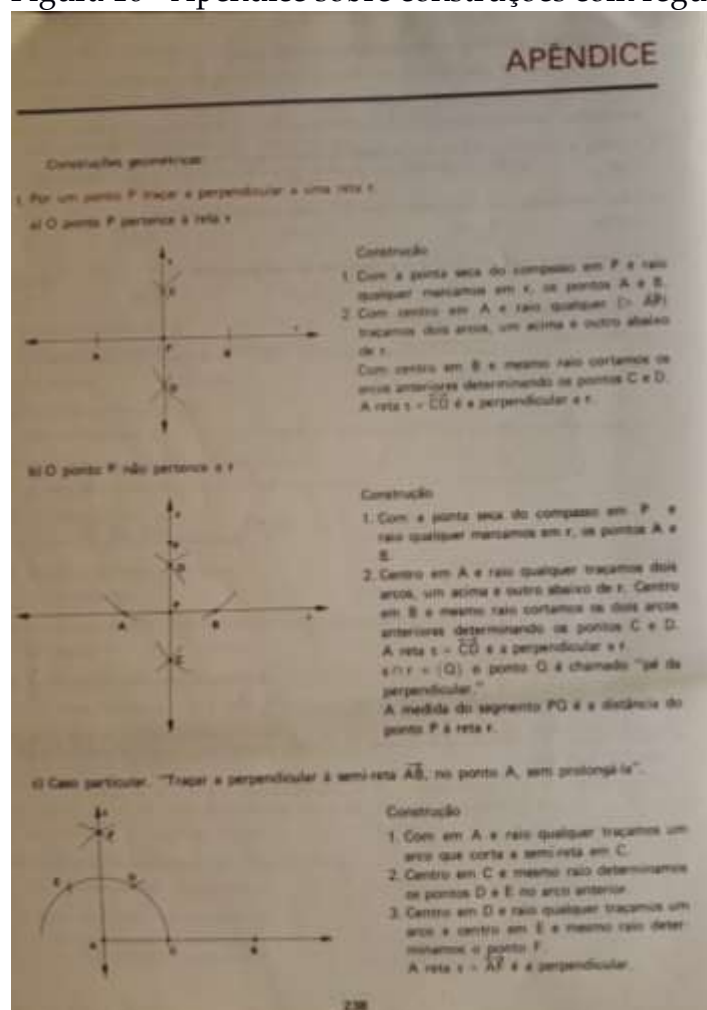 APÊNDICE
Construções geométricas
1. Por um ponto P traçar a perpendicular a uma reta r.
a) O ponto P pertence à reta r
Construção
1. Com a ponta seca do compasso em P e raio
qualquer marcamos em r, os pontos A e B.
2. Com centro em A e raio qualquer (> AP)
traçamos dois arcos, um acima e outro abaixo
de r.
Com centro em B e mesmo raio cortamos os
arcos anteriores determinando os pontos C e D.
A reta s = CD é a perpendicular a r.
b) O ponto P não pertence a r
Construção
1. Com a ponta seca do compasso em P e
raio qualquer marcamos em r, os pontos A e
B.
2. Centro em A e raio qualquer traçamos dois
arcos, um acima e outro abaixo de r. Centro
em B e mesmo raio cortamos os dois arcos
anteriores determinando os pontos C e D.
A reta s = CD é a perpendicular a r.
s ∩ r = {Q} o ponto Q é chamado "pé da
perpendicular."
A medida do segmento PQ é a distância do
ponto P à reta r.
c) Caso particular. "Traçar a perpendicular à semi-reta AB, no ponto A, sem prolongá-la".
Construção
1. Com em A e raio qualquer traçamos um
arco que corta a semi-reta em C.
2. Centro em C e mesmo raio determinamos
os pontos D e E no arco anterior.
3. Centro em D e raio qualquer traçamos um
arco e centro em E e mesmo raio deter-
minamos o ponto F.
A reta s = AF é a perpendicular.
238